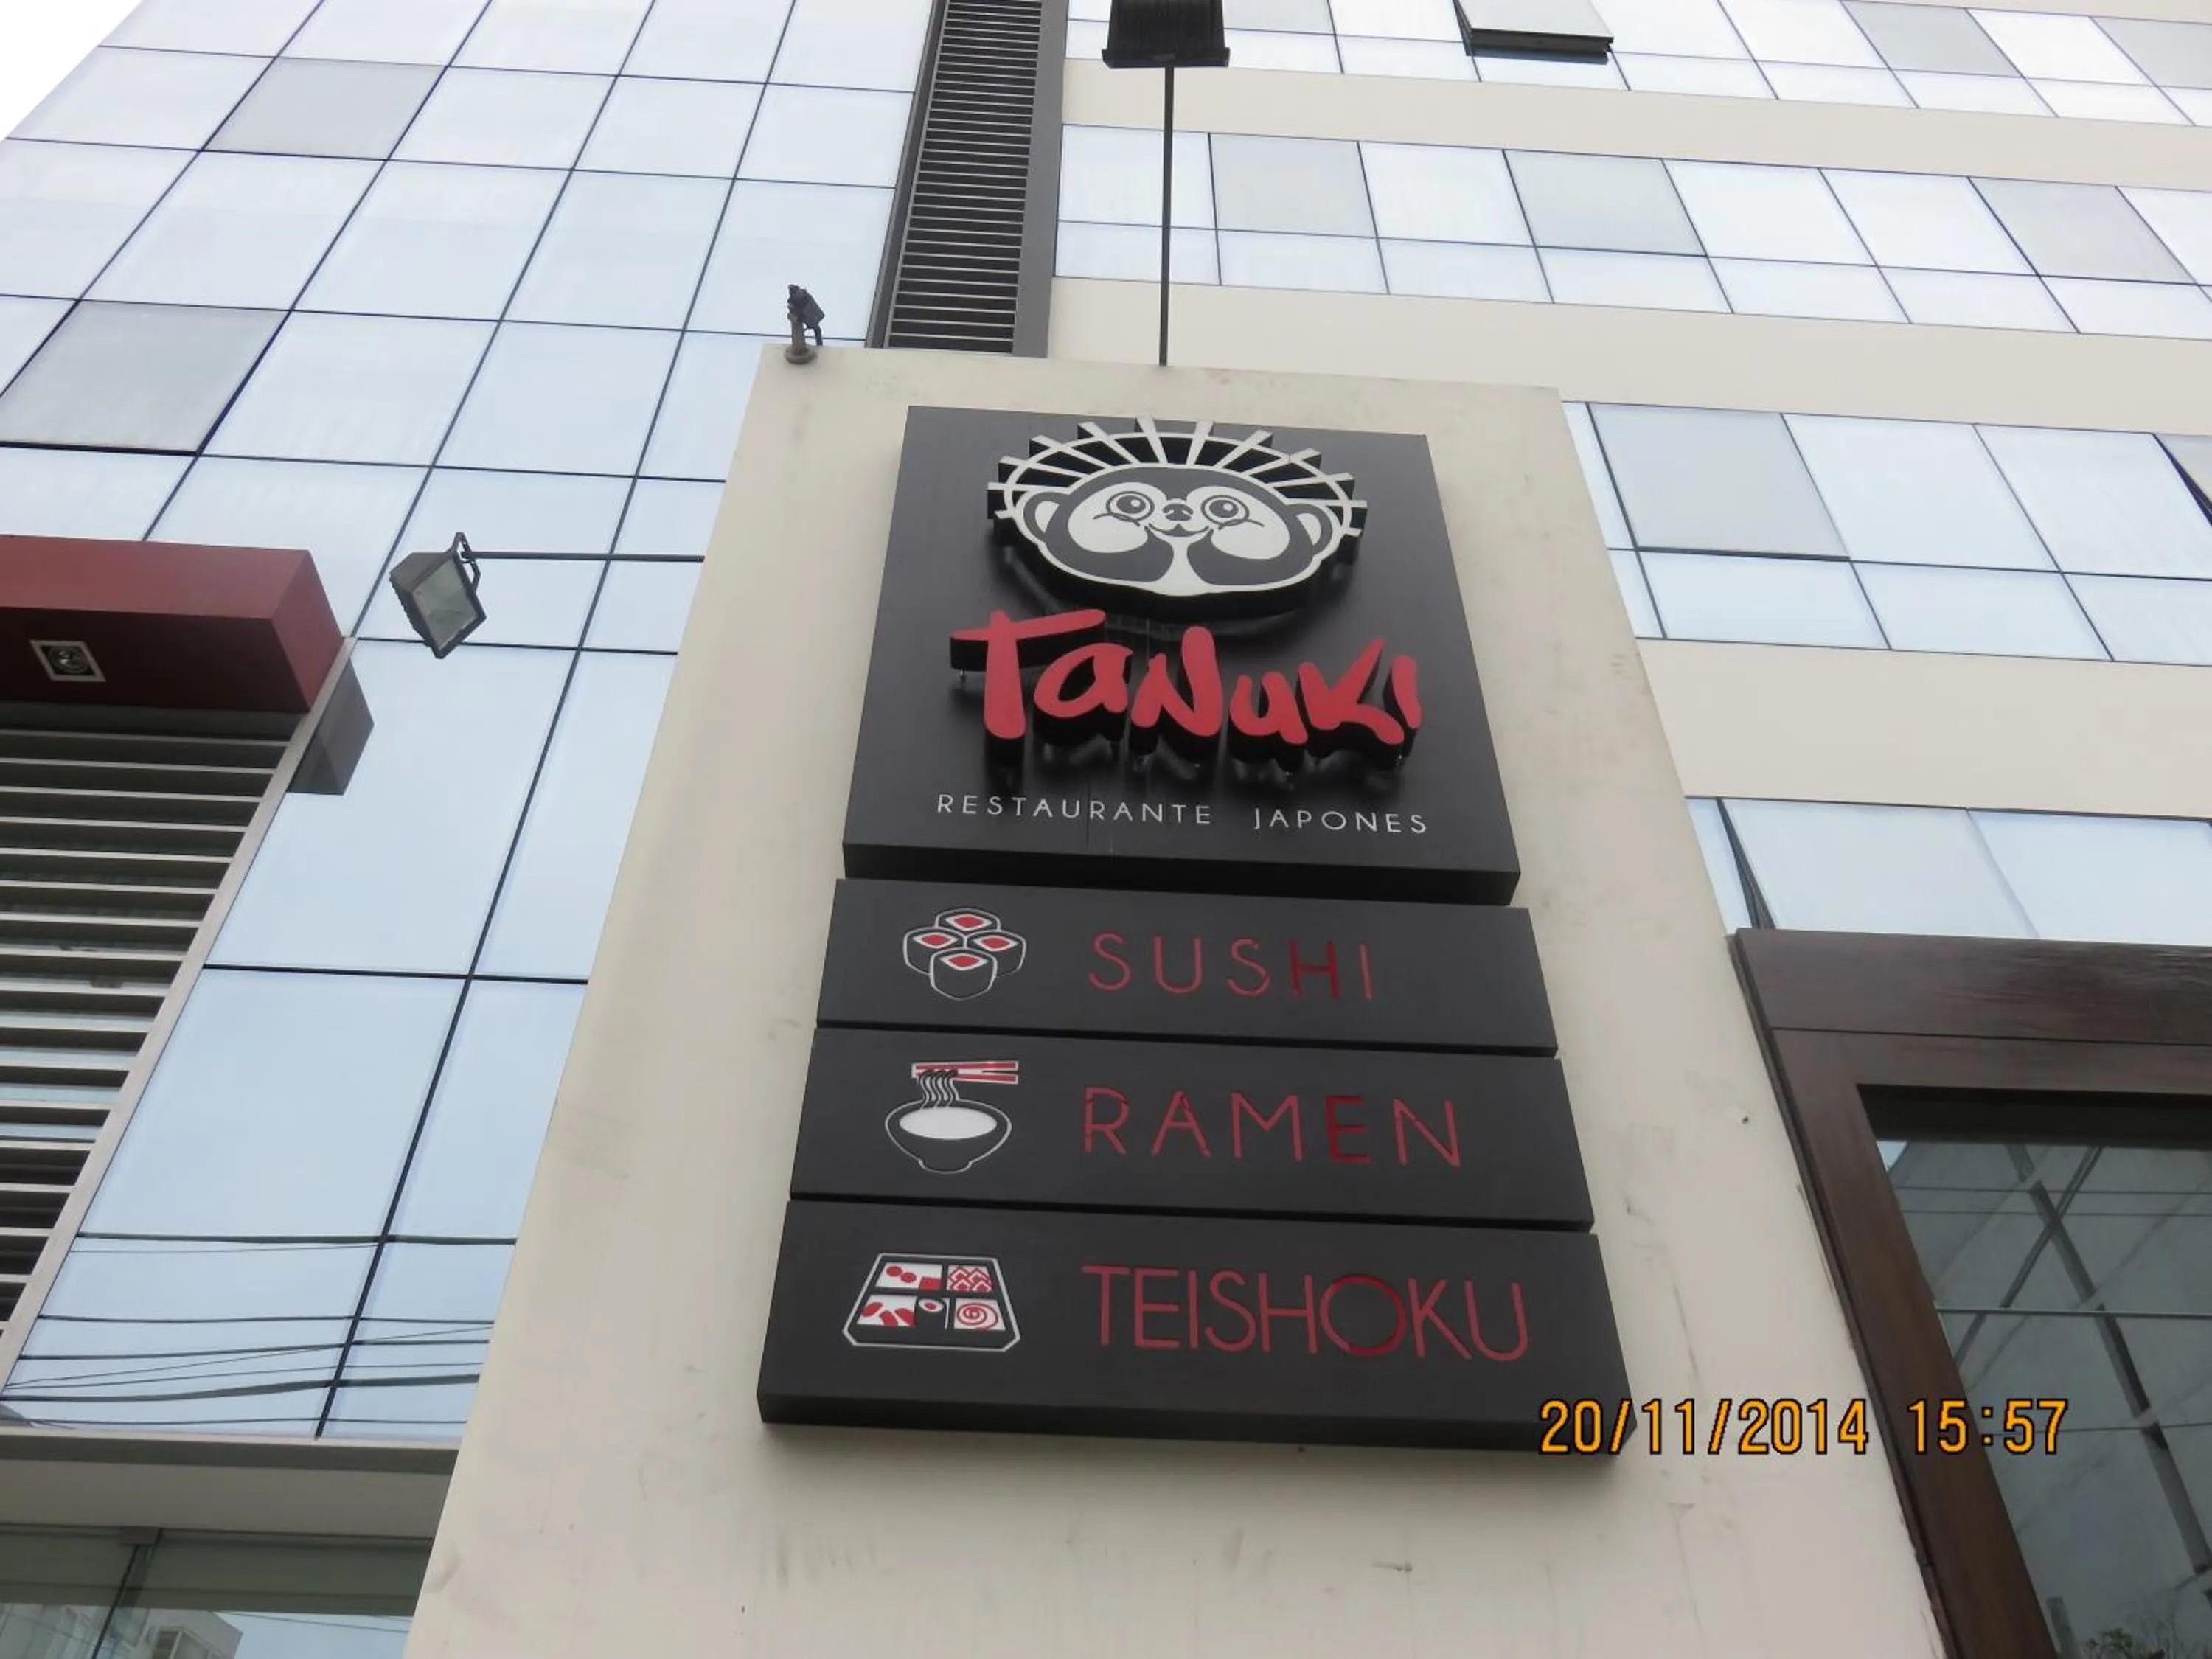 TANUKI
RESTAURANTE JAPONES
SUSHI
RAMEN
TEISHOKU
20/11/2014 15:57